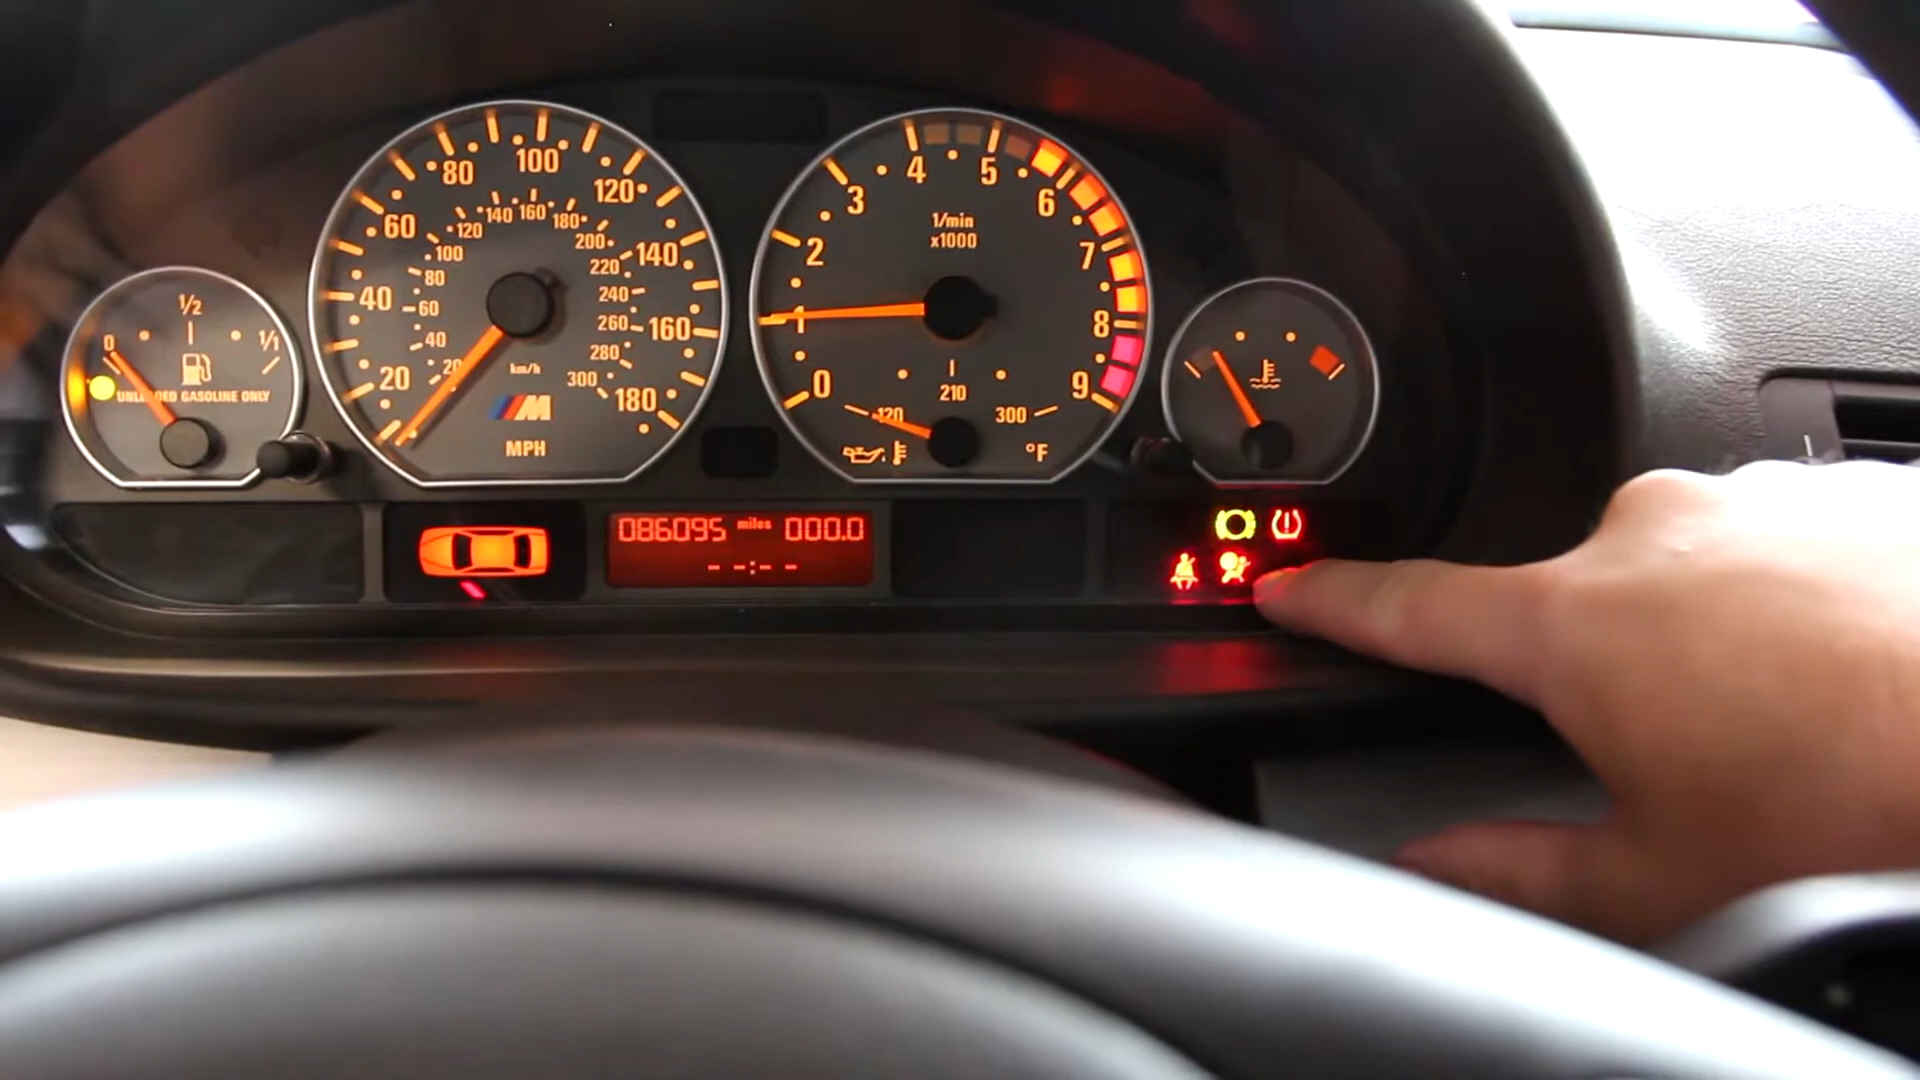 0 1/2 1/1
UNLEADED GASOLINE ONLY
20 40 60 80 100 120 140 160 180
20 40 60 80 100 120 140 160 180 200 220 240 260 280 300
km/h
M
MPH
0 1 2 3 4 5 6 7 8 9
1/min
x1000
120 210 300
°F
086095 miles 000.0
--:--